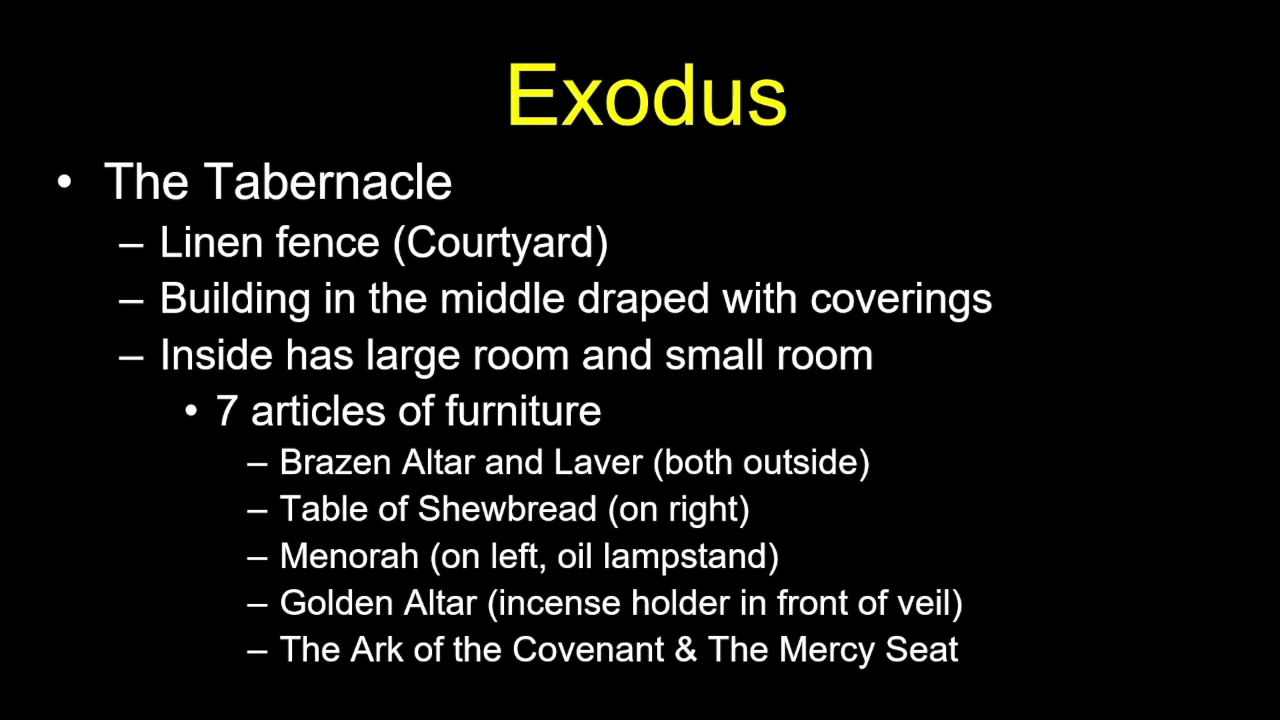 Exodus
• The Tabernacle
– Linen fence (Courtyard)
– Building in the middle draped with coverings
– Inside has large room and small room
• 7 articles of furniture
– Brazen Altar and Laver (both outside)
– Table of Shewbread (on right)
– Menorah (on left, oil lampstand)
– Golden Altar (incense holder in front of veil)
– The Ark of the Covenant & The Mercy Seat